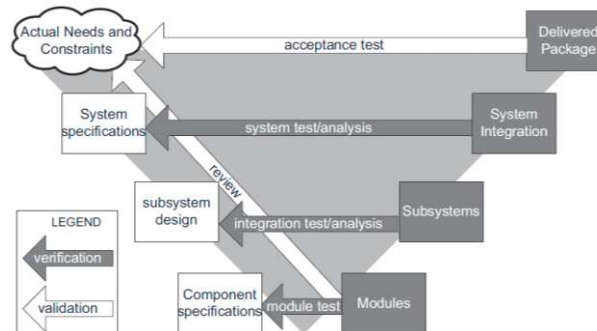 Actual Needs and
Constraints
acceptance test
Delivered
Package
System
specifications
system test/analysis
System
Integration
review
subsystem
design
integration test/analysis
Subsystems
LEGEND
verification
validation
Component
specifications
module test
Modules